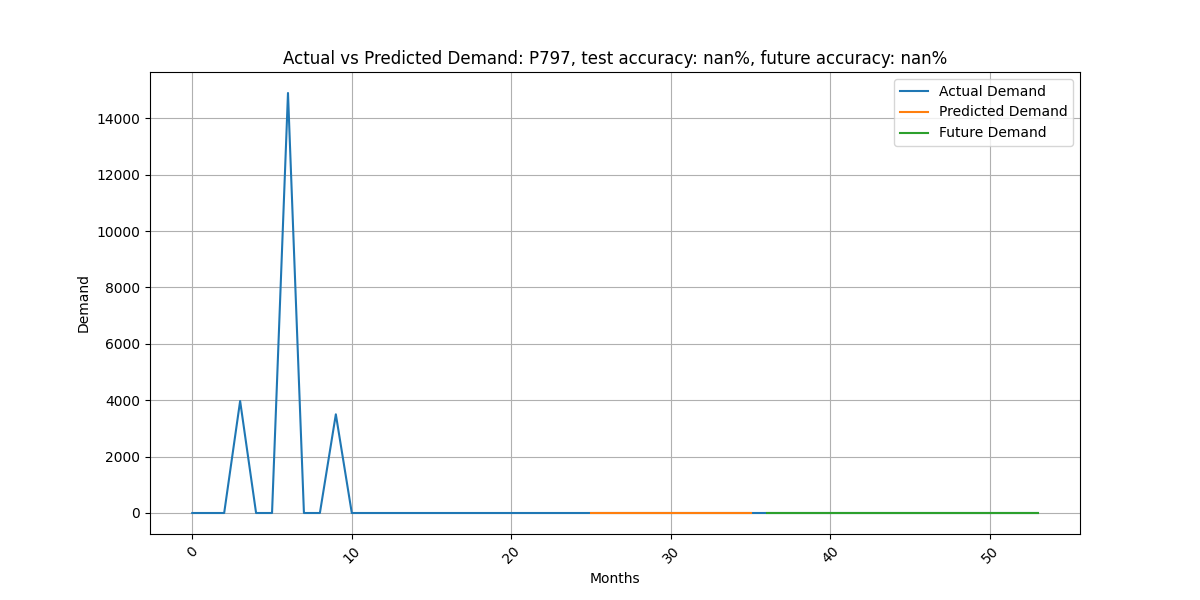 Actual vs Predicted Demand: P797, test accuracy: nan%, future accuracy: nan%
Actual Demand
Predicted Demand
Future Demand
14000
12000
10000
8000
6000
4000
2000
0
Demand
0
10
20
30
40
50
Months